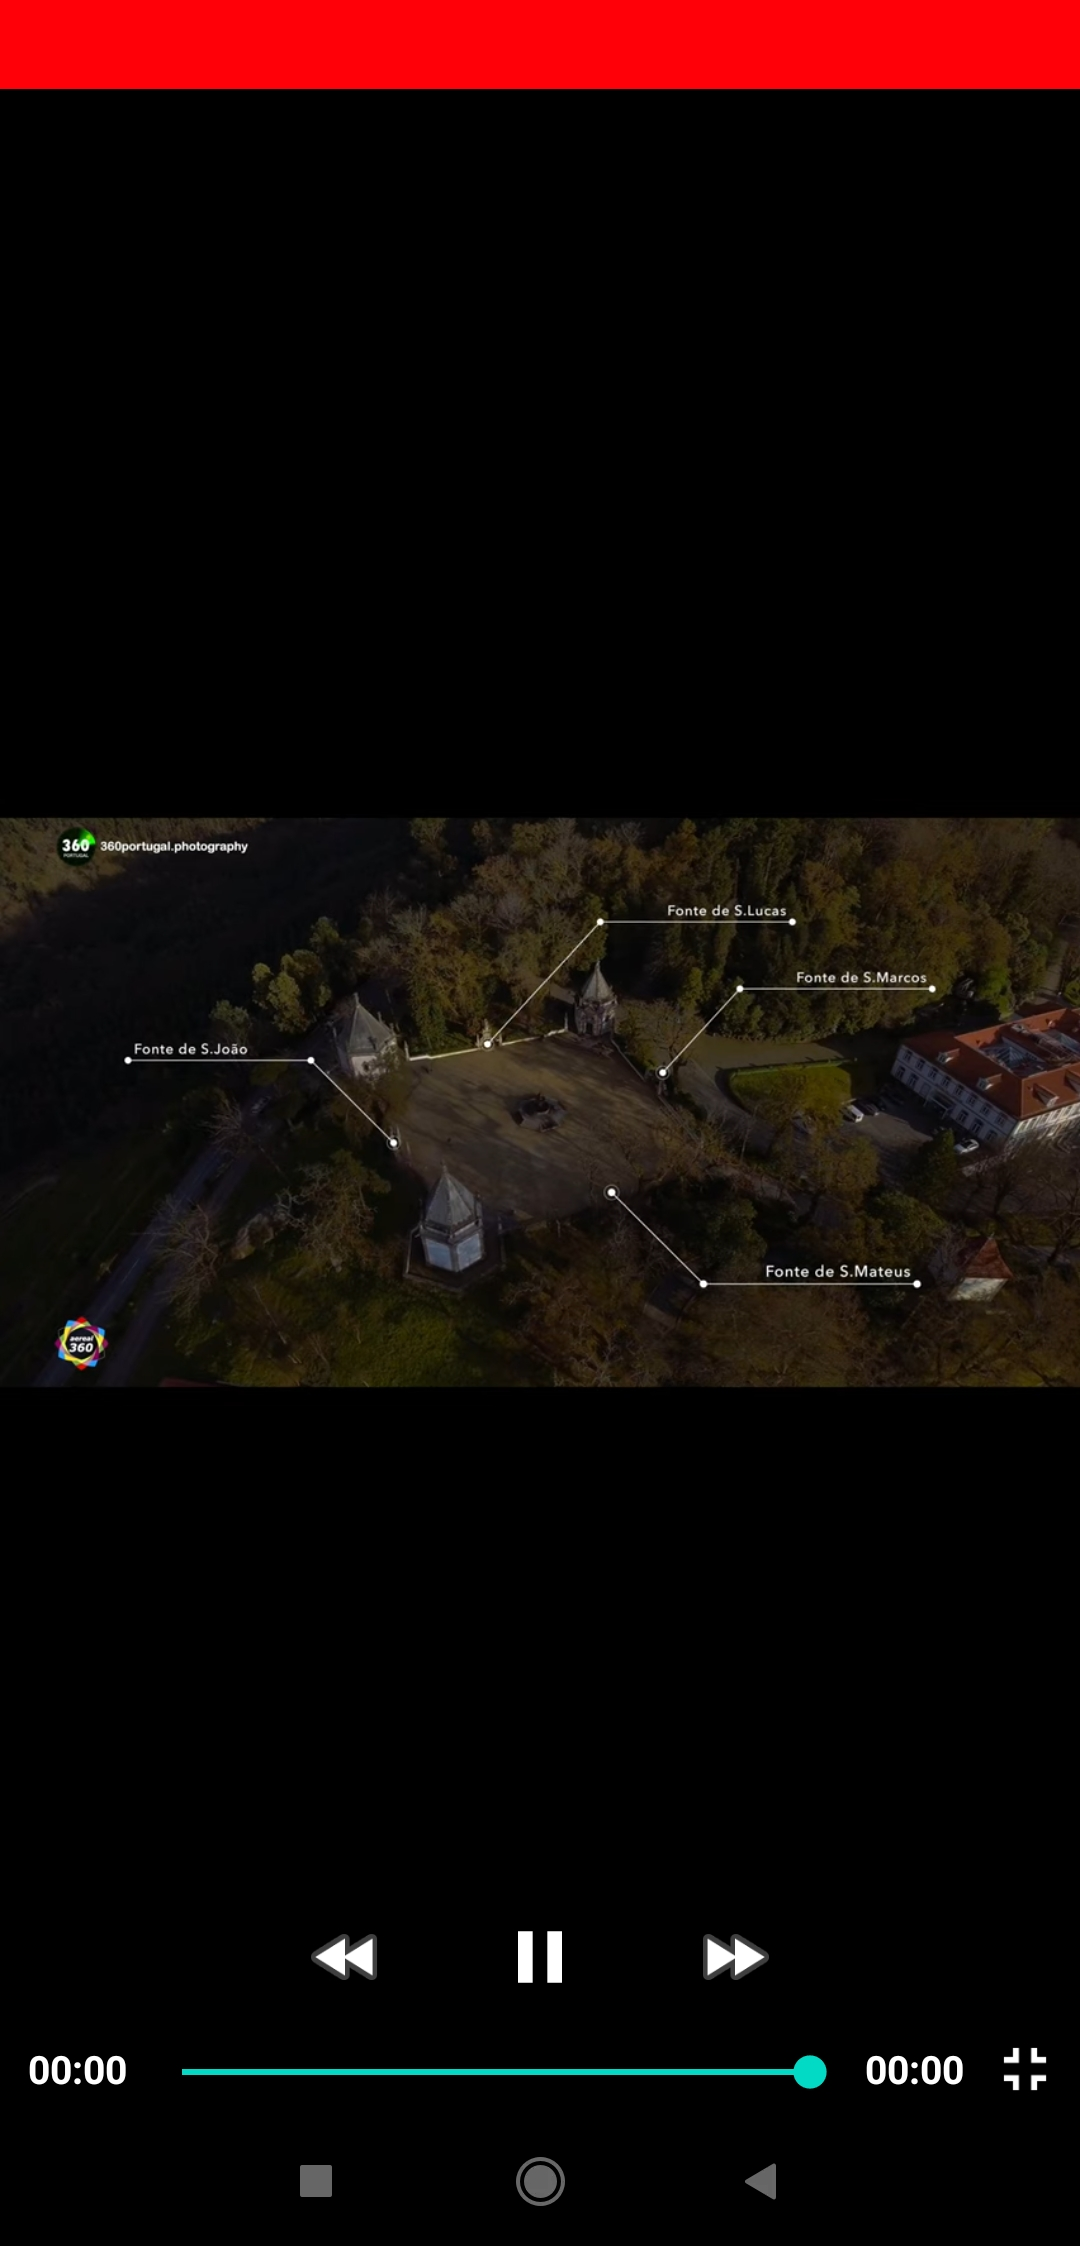 360 360portugal.photography
PORTUGAL
Fonte de S.Lucas
Fonte de S.Marcos
Fonte de S.João
Fonte de S.Mateus
aereal
360
00:00 00:00